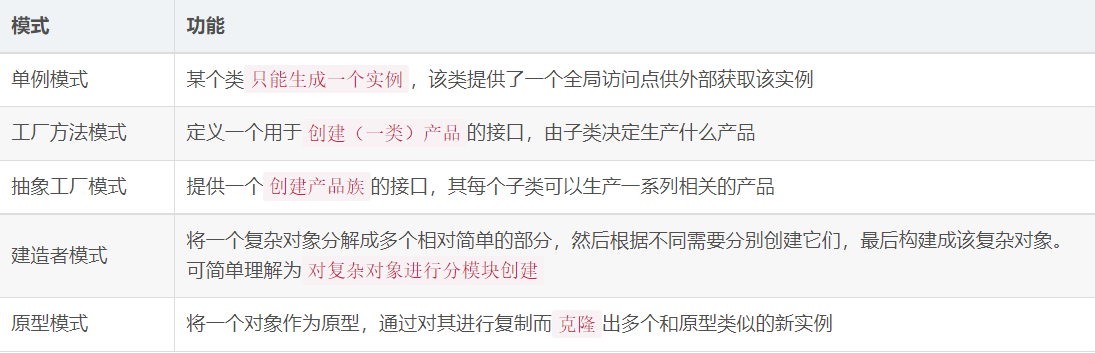 模式 功能
单例模式 某个类只能生成一个实例，该类提供了一个全局访问点供外部获取该实例
工厂方法模式 定义一个用于创建（一类）产品的接口，由子类决定生产什么产品
抽象工厂模式 提供一个创建产品族的接口，其每个子类可以生产一系列相关的产品
建造者模式 将一个复杂对象分解成多个相对简单的部分，然后根据不同需要分别创建它们，最后构建成该复杂对象。
可简单理解为对复杂对象进行分模块创建
原型模式 将一个对象作为原型，通过对其进行复制而克隆出多个和原型类似的新实例